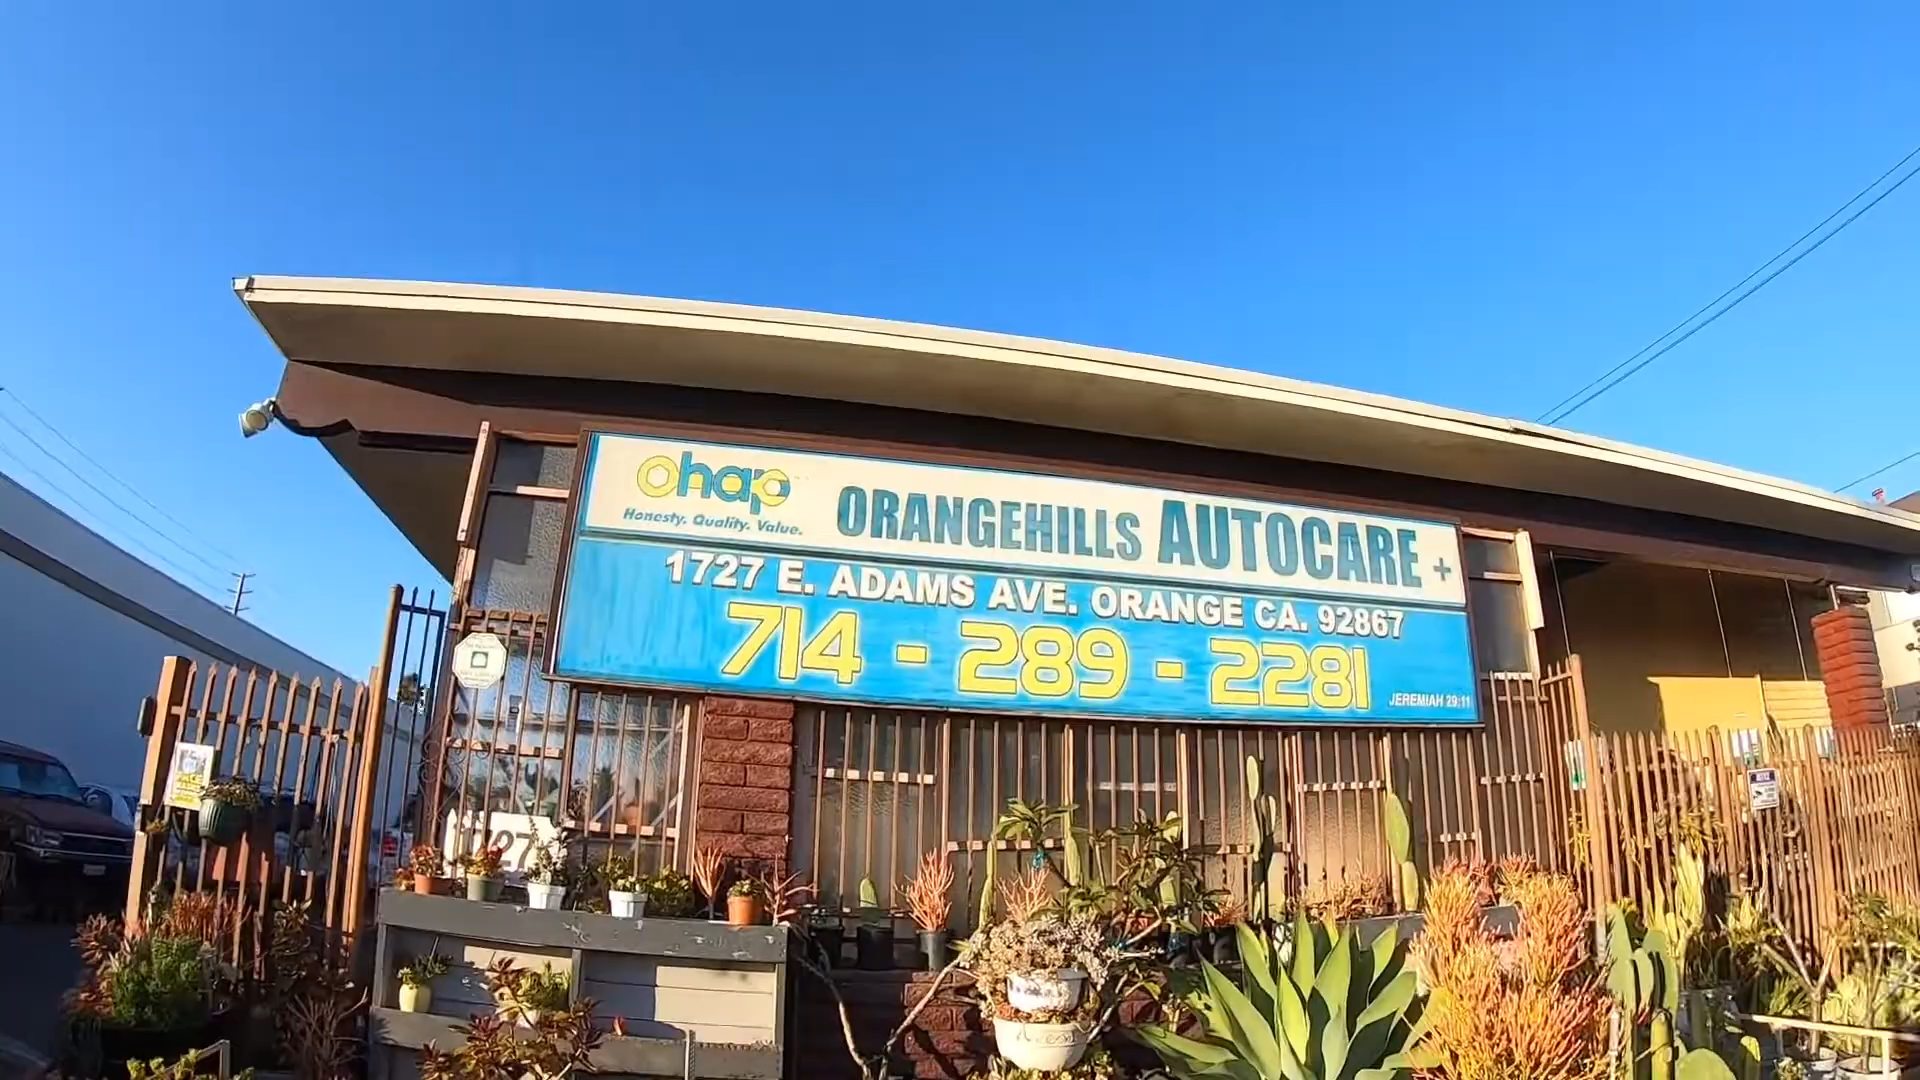 ohap
Honesty. Quality. Value.
ORANGEHILLS AUTOCARE +
1727 E. ADAMS AVE. ORANGE CA. 92867
714 - 289 - 2281
JEREMIAH 29:11